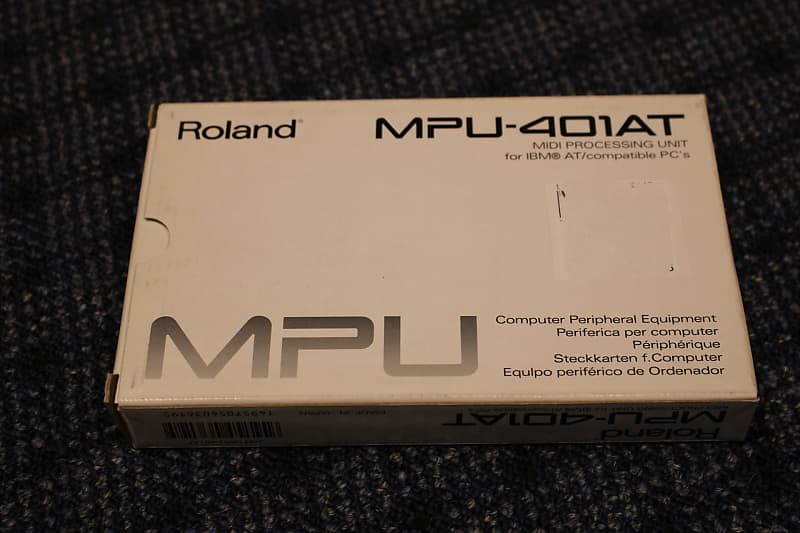 Roland®
MPU-401AT
MIDI PROCESSING UNIT
for IBM® AT/compatible PC's
MPU
Computer Peripheral Equipment
Periferica per computer
Périphérique
Steckkarten f.Computer
Equipo periférico de Ordenador
Roland
MPU-401AT